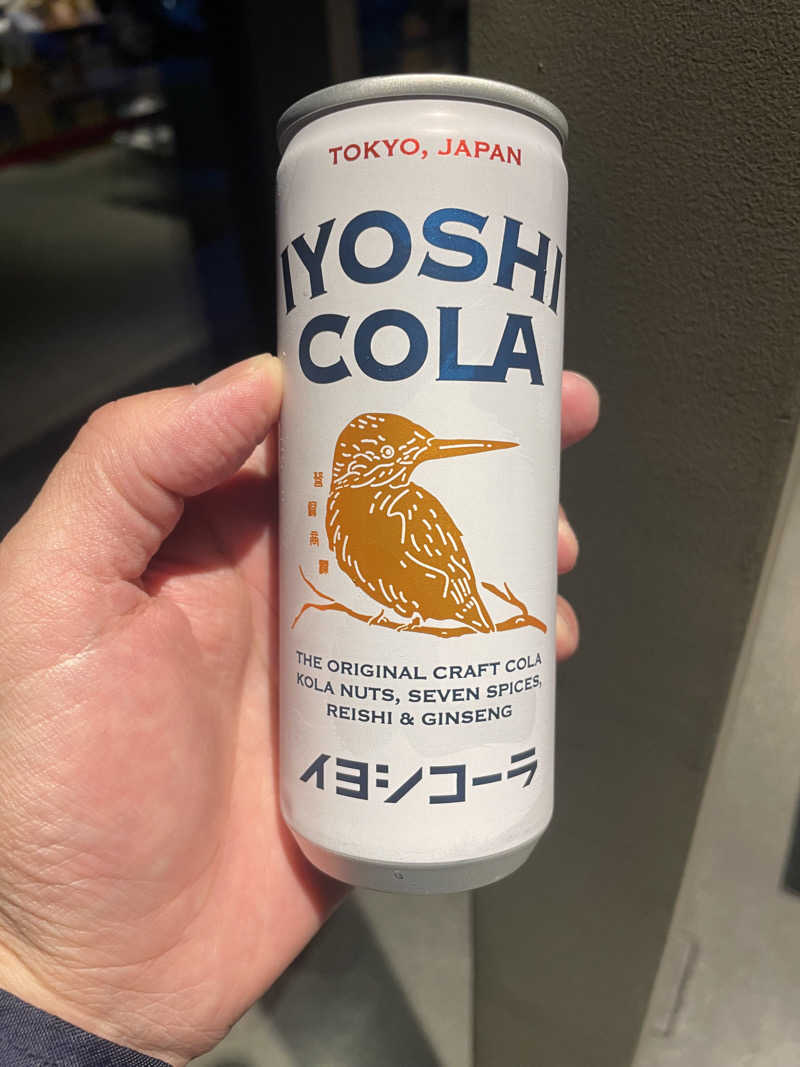 TOKYO, JAPAN
IYOSHI
COLA
THE ORIGINAL CRAFT COLA
KOLA NUTS, SEVEN SPICES,
REISHI & GINSENG
イヨシコーラ